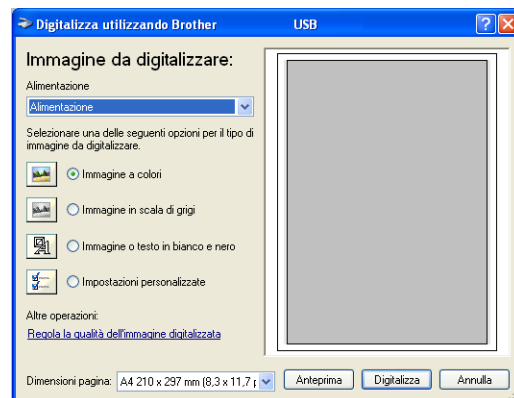 Digitalizza utilizzando Brother USB
Immagine da digitalizzare:
Alimentazione
Alimentazione
Selezionare una delle seguenti opzioni per il tipo di
immagine da digitalizzare.
Immagine a colori
Immagine in scala di grigi
Immagine o testo in bianco e nero
Impostazioni personalizzate
Altre operazioni:
Regola la qualità dell'immagine digitalizzata
Dimensioni pagina: A4 210 x 297 mm (8,3 x 11,7 Anteprima Digitalizza Annulla